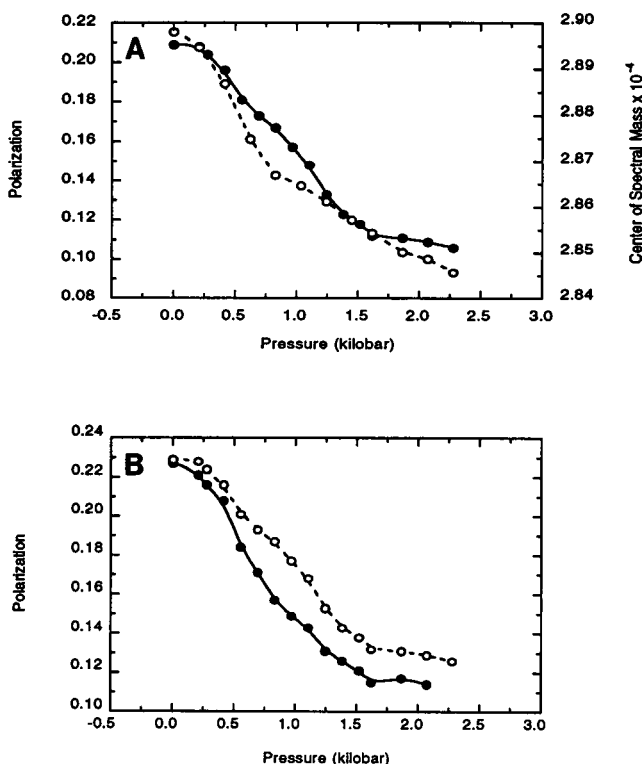 A
0.22
0.20
0.18
0.16
0.14
0.12
0.10
0.08
Polarization
2.90
2.89
2.88
2.87
2.86
2.85
2.84
Center of Spectral Mass x 10⁻⁴
-0.5 0.0 0.5 1.0 1.5 2.0 2.5 3.0
Pressure (kilobar)
B
0.24
0.22
0.20
0.18
0.16
0.14
0.12
0.10
Polarization
-0.5 0.0 0.5 1.0 1.5 2.0 2.5 3.0
Pressure (kilobar)